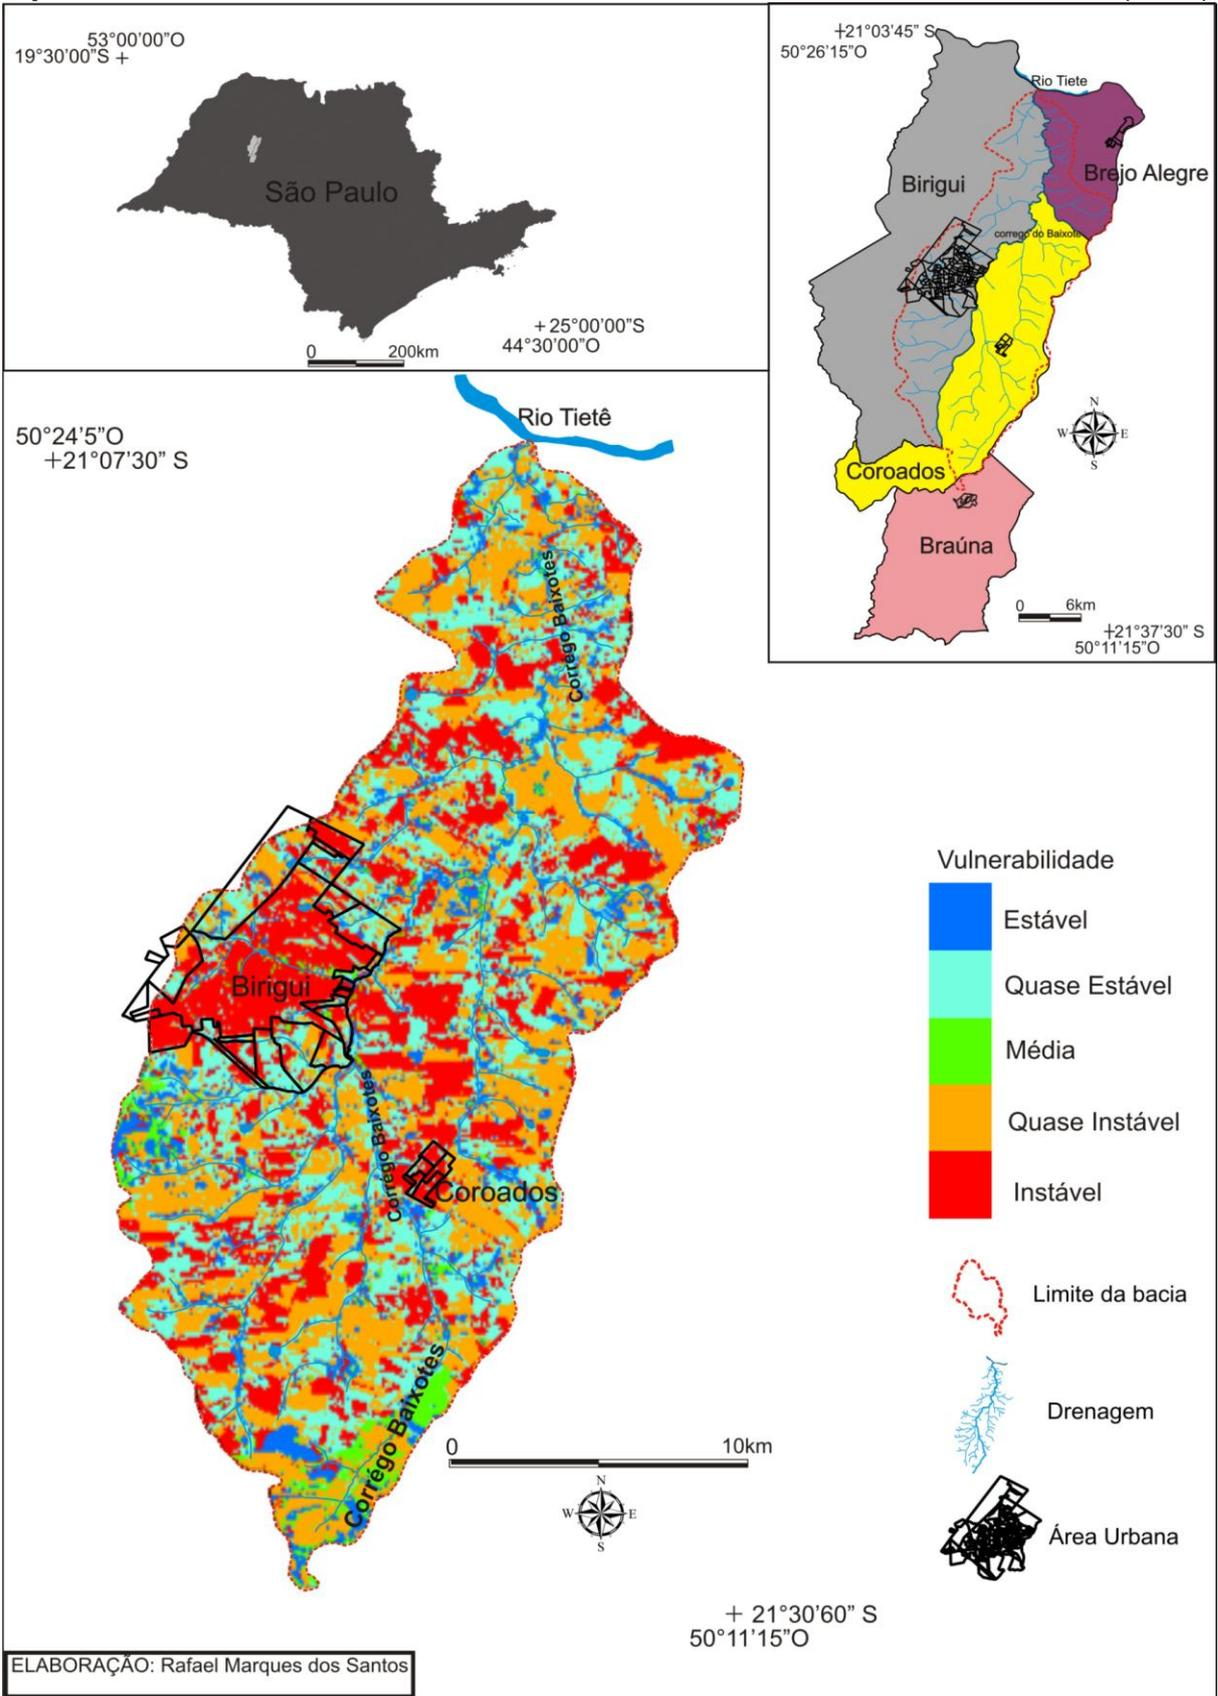 53°00’00”O
19°30’00”S +
São Paulo
+25°00’00”S
44°30’00”O
0 200km
+21°03’45” S
50°26’15”O
Rio Tiete
Birigui
Brejo Alegre
corrego do Baixote
N
W E
S
Coroados
Braúna
0 6km
+21°37’30” S
50°11’15”O
Rio Tietê
50°24’5”O
+21°07’30” S
Corrego Baixotes
Birigui
Corrego Baixotes
Coroados
Corrégo Baixotes
0 10km
N
W E
S
Vulnerabilidade
Estável
Quase Estável
Média
Quase Instável
Instável
Limite da bacia
Drenagem
Área Urbana
+ 21°30’60” S
50°11’15”O
ELABORAÇÃO: Rafael Marques dos Santos